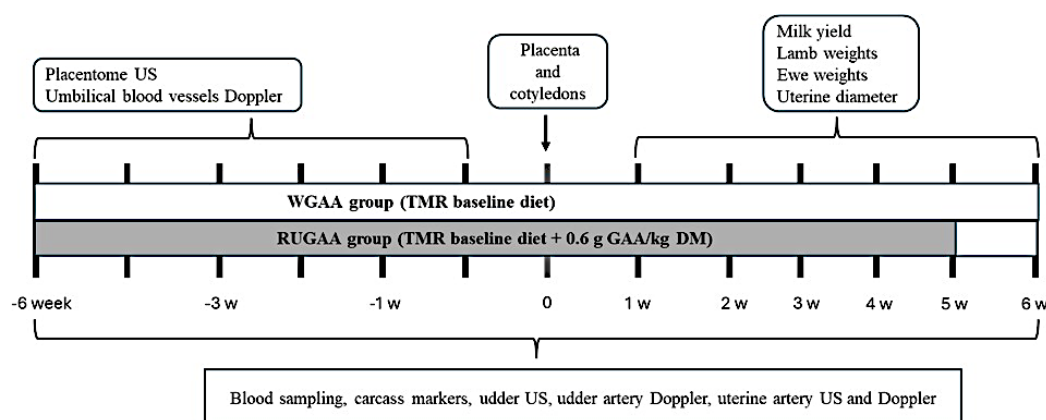 Placentome US
Umbilical blood vessels Doppler
Placenta
and
cotyledons
Milk yield
Lamb weights
Ewe weights
Uterine diameter
WGAA group (TMR baseline diet)
RUGAA group (TMR baseline diet + 0.6 g GAA/kg DM)
-6 week -3 w -1 w 0 1 w 2 w 3 w 4 w 5 w 6 w
Blood sampling, carcass markers, udder US, udder artery Doppler, uterine artery US and Doppler